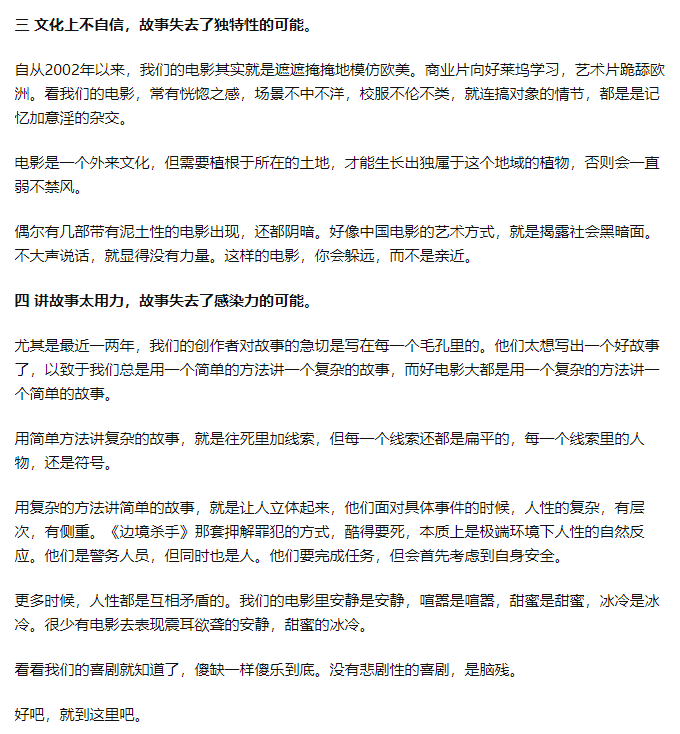 三 文化上不自信，故事失去了独特性的可能。
自从2002年以来，我们的电影其实就是遮遮掩掩地模仿欧美。商业片向好莱坞学习，艺术片跪舔欧
洲。看我们的电影，常有恍惚之感，场景不中不洋，校服不伦不类，就连搞对象的情节，都是是记
忆加意淫的杂交。
电影是一个外来文化，但需要植根于所在的土地，才能生长出独属于这个地域的植物，否则会一直
弱不禁风。
偶尔有几部带有泥土性的电影出现，还都阴暗。好像中国电影的艺术方式，就是揭露社会黑暗面。
不大声说话，就显得没有力量。这样的电影，你会躲远，而不是亲近。
四 讲故事太用力，故事失去了感染力的可能。
尤其是最近一两年，我们的创作者对故事的急切是写在每一个毛孔里的。他们太想写出一个好故事
了，以致于我们总是用一个简单的方法讲一个复杂的故事，而好电影大都是用一个复杂的方法讲一
个简单的故事。
用简单方法讲复杂的故事，就是往死里加线索，但每一个线索还都是扁平的，每一个线索里的人
物，还是符号。
用复杂的方法讲简单的故事，就是让人立体起来，他们面对具体事件的时候，人性的复杂，有层
次，有侧重。《边境杀手》那套押解罪犯的方式，酷得要死，本质上是极端环境下人性的自然反
应。他们是警务人员，但同时也是人。他们要完成任务，但会首先考虑到自身安全。
更多时候，人性都是互相矛盾的。我们的电影里安静是安静，喧嚣是喧嚣，甜蜜是甜蜜，冰冷是冰
冷。很少有电影去表现震耳欲聋的安静，甜蜜的冰冷。
看看我们的喜剧就知道了，傻缺一样傻乐到底。没有悲剧性的喜剧，是脑残。
好吧，就到这里吧。